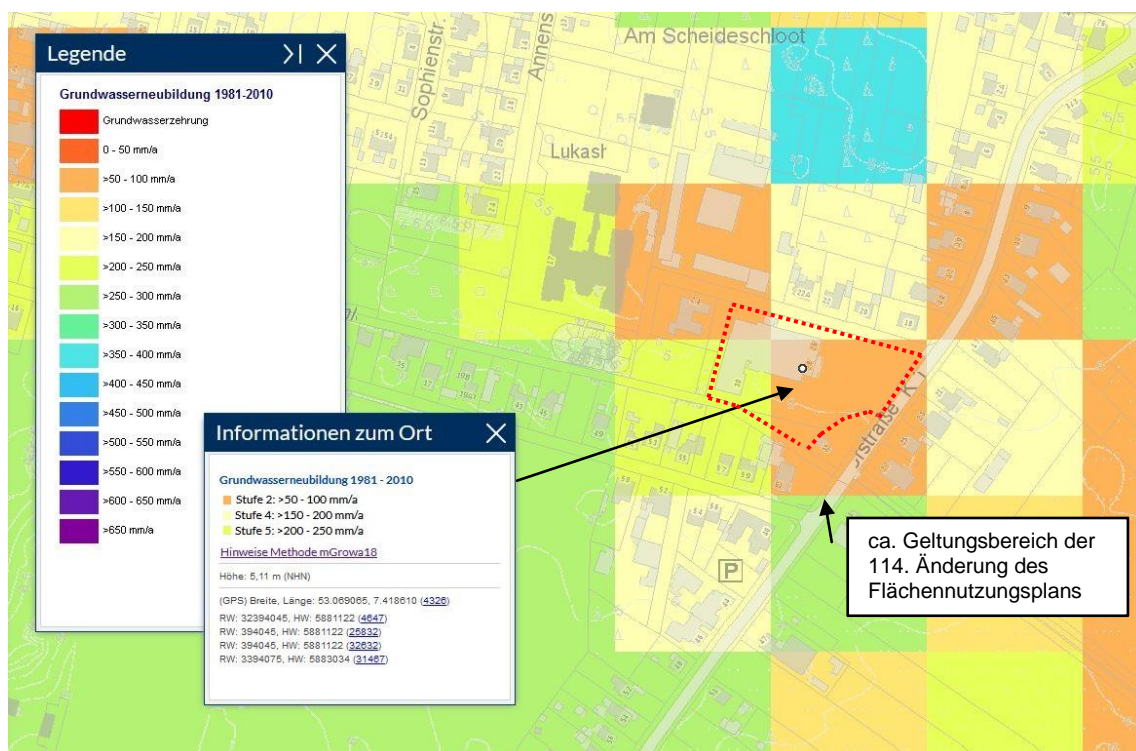 Legende
Grundwasserneubildung 1981-2010
Grundwasserzehrung
0 - 50 mm/a
>50 - 100 mm/a
>100 - 150 mm/a
>150 - 200 mm/a
>200 - 250 mm/a
>250 - 300 mm/a
>300 - 350 mm/a
>350 - 400 mm/a
>400 - 450 mm/a
>450 - 500 mm/a
>500 - 550 mm/a
>550 - 600 mm/a
>600 - 650 mm/a
>650 mm/a
Sophienstr.
Annens
Am Scheideschloot
Lukask
Informationen zum Ort
Grundwasserneubildung 1981 - 2010
Stufe 2: >50 - 100 mm/a
Stufe 4: >150 - 200 mm/a
Stufe 5: >200 - 250 mm/a
Hinweise Methode mGrowa18
Höhe: 5,11 m (NHN)
(GPS) Breite, Länge: 53.069065, 7.418610 (4326)
RW: 32394045, HW: 5881122 (4647)
RW: 394045, HW: 5881122 (25832)
RW: 394045, HW: 5881122 (32632)
RW: 3394075, HW: 5883034 (31467)
rstraße K
P
ca. Geltungsbereich der
114. Änderung des
Flächennutzungsplans